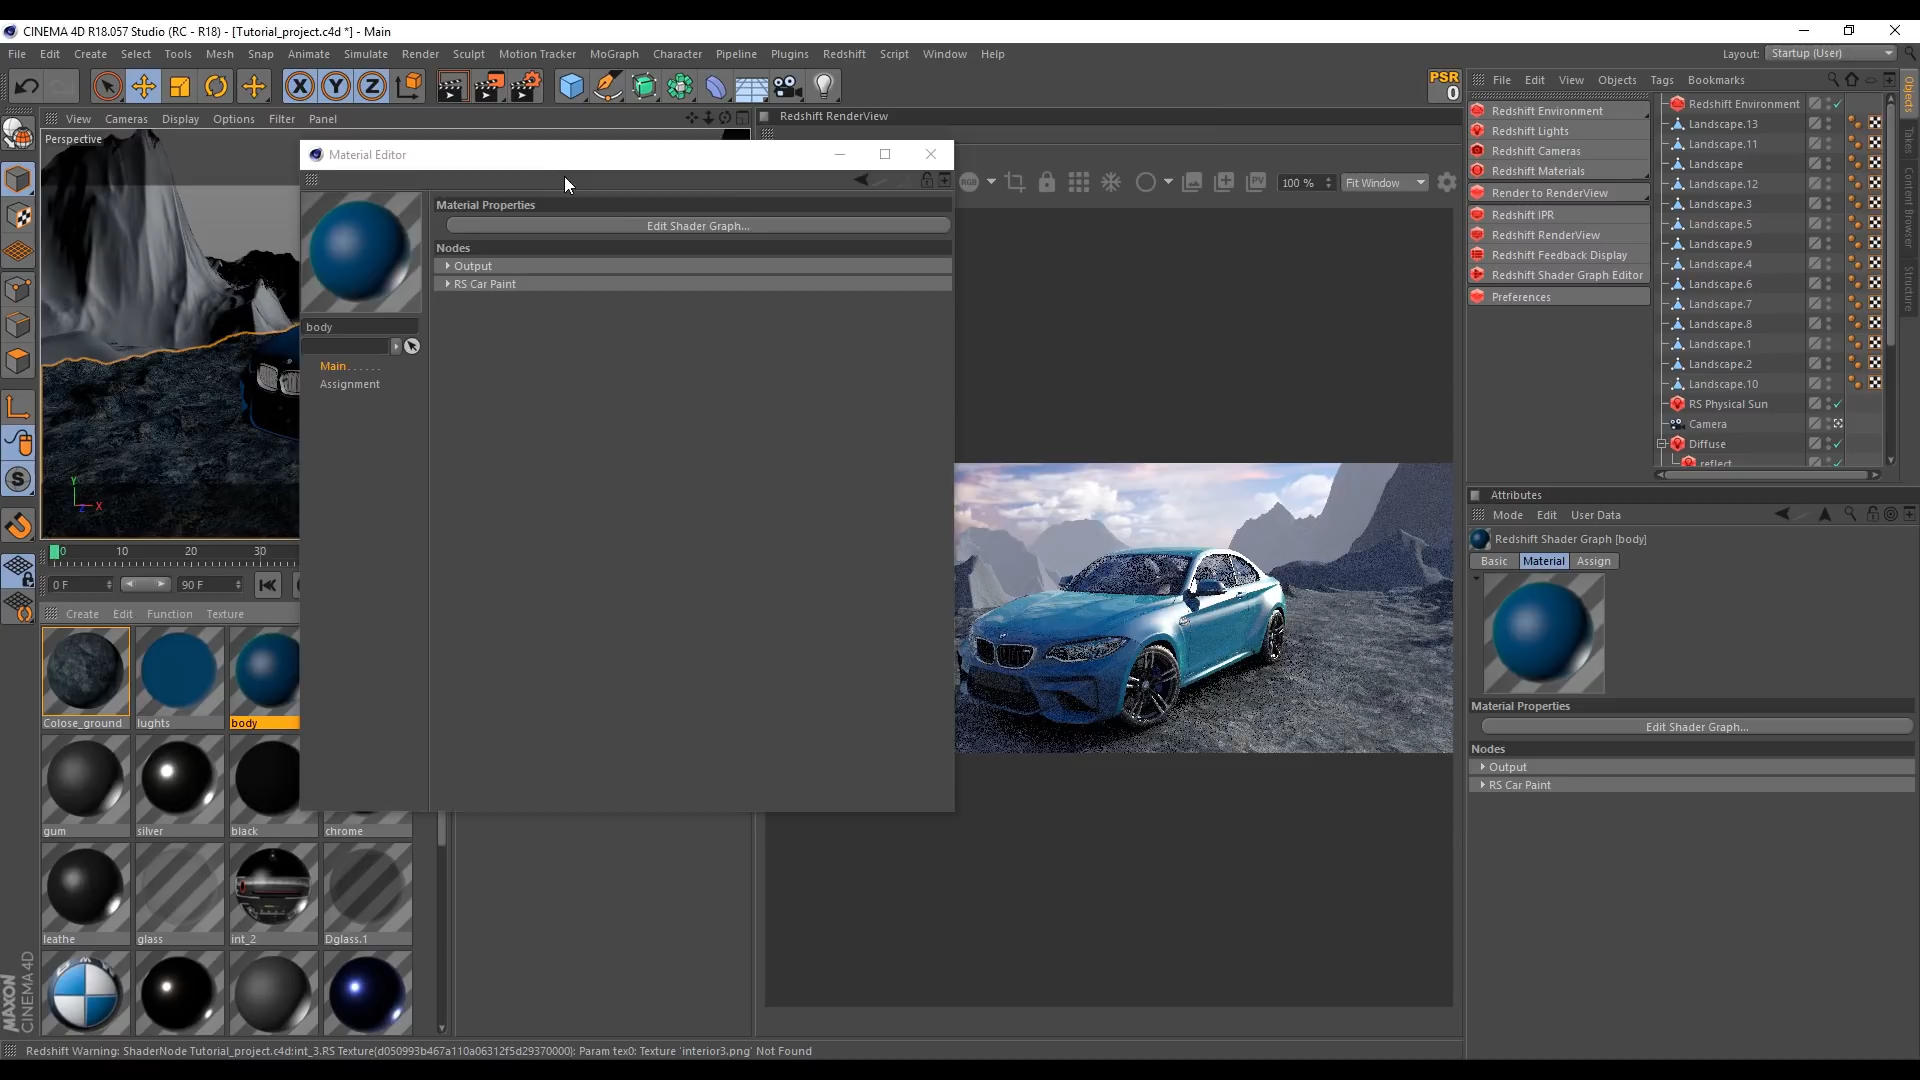 CINEMA 4D R18.057 Studio (RC - R18) - [Tutorial_project.c4d *] - Main
File Edit Create Select Tools Mesh Snap Animate Simulate Render Sculpt Motion Tracker MoGraph Character Pipeline Plugins Redshift Script Window Help
Layout: Startup (User)
X Y Z
PSR
0
View Cameras Display Options Filter Panel
Perspective
Y
X
Z
Redshift RenderView
RGB
PV
100 %
Fit Window
Material Editor
Material Properties
Edit Shader Graph...
Nodes
Output
RS Car Paint
body
Main......
Assignment
0 10 20 30
0 F
90 F
Create Edit Function Texture
Colose_ground lughts body
gum silver black chrome
leathe glass int_2 Dglass.1
MAXON
CINEMA 4D
File Edit View Objects Tags Bookmarks
Redshift Environment
Redshift Lights
Redshift Cameras
Redshift Materials
Render to RenderView
Redshift IPR
Redshift RenderView
Redshift Feedback Display
Redshift Shader Graph Editor
Preferences
Redshift Environment
Landscape.13
Landscape.11
Landscape
Landscape.12
Landscape.3
Landscape.5
Landscape.9
Landscape.4
Landscape.6
Landscape.7
Landscape.8
Landscape.1
Landscape.2
Landscape.10
RS Physical Sun
Camera
Diffuse
reflect
Objects
Takes
Content Browser
Structure
Attributes
Mode Edit User Data
Redshift Shader Graph [body]
Basic Material Assign
Material Properties
Edit Shader Graph...
Nodes
Output
RS Car Paint
Redshift Warning: ShaderNode Tutorial_project.c4d:int_3.RS Texture(d050993b467a110a06312f5d29370000): Param tex0: Texture 'interior3.png' Not Found